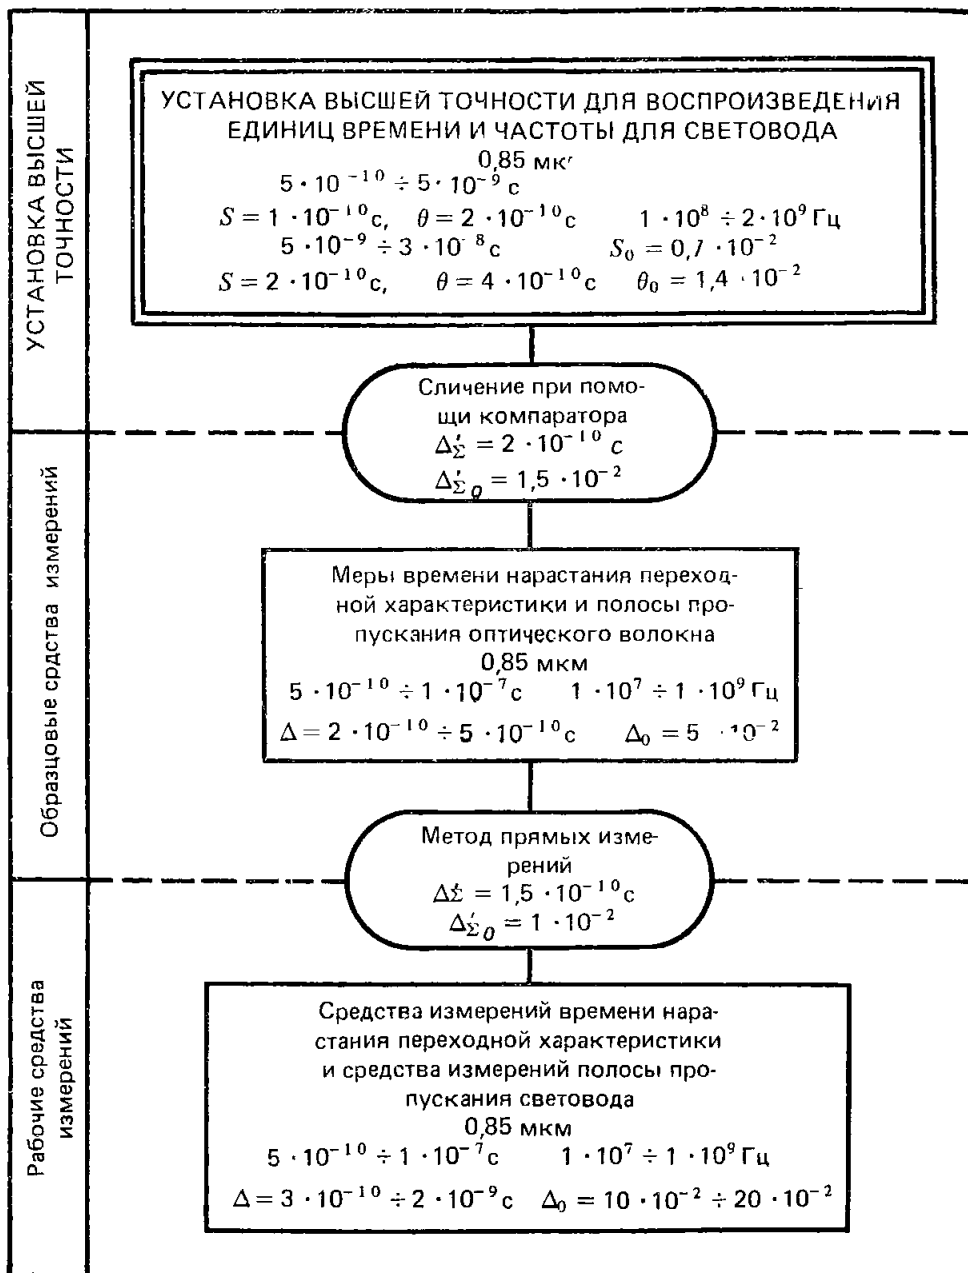 УСТАНОВКА ВЫСШЕЙ
ТОЧНОСТИ
УСТАНОВКА ВЫСШЕЙ ТОЧНОСТИ ДЛЯ ВОСПРОИЗВЕДЕНИЯ
ЕДИНИЦ ВРЕМЕНИ И ЧАСТОТЫ ДЛЯ СВЕТОВОДА
0,85 мк
5 · 10⁻¹⁰ ÷ 5 · 10⁻⁹ с
S = 1 · 10⁻¹⁰ с, θ = 2 · 10⁻¹⁰ с 1 · 10⁸ ÷ 2 · 10⁹ Гц
5 · 10⁻⁹ ÷ 3 · 10⁻⁸ с S₀ = 0,7 · 10⁻²
S = 2 · 10⁻¹⁰ с, θ = 4 · 10⁻¹⁰ с θ₀ = 1,4 · 10⁻²
Сличение при помо-
щи компаратора
Δ′Σ = 2 · 10⁻¹⁰ с
Δ′Σ₀ = 1,5 · 10⁻²
Образцовые срдства измерений
Меры времени нарастания переход-
ной характеристики и полосы про-
пускания оптического волокна
0,85 мкм
5 · 10⁻¹⁰ ÷ 1 · 10⁻⁷ с 1 · 10⁷ ÷ 1 · 10⁹ Гц
Δ = 2 · 10⁻¹⁰ ÷ 5 · 10⁻¹⁰ с Δ₀ = 5 · 10⁻²
Метод прямых изме-
рений
Δ′Σ = 1,5 · 10⁻¹⁰ с
Δ′Σ₀ = 1 · 10⁻²
Рабочие средства
измерений
Средства измерений времени нара-
стания переходной характеристики
и средства измерений полосы про-
пускания световода
0,85 мкм
5 · 10⁻¹⁰ ÷ 1 · 10⁻⁷ с 1 · 10⁷ ÷ 1 · 10⁹ Гц
Δ = 3 · 10⁻¹⁰ ÷ 2 · 10⁻⁹ с Δ₀ = 10 · 10⁻² ÷ 20 · 10⁻²